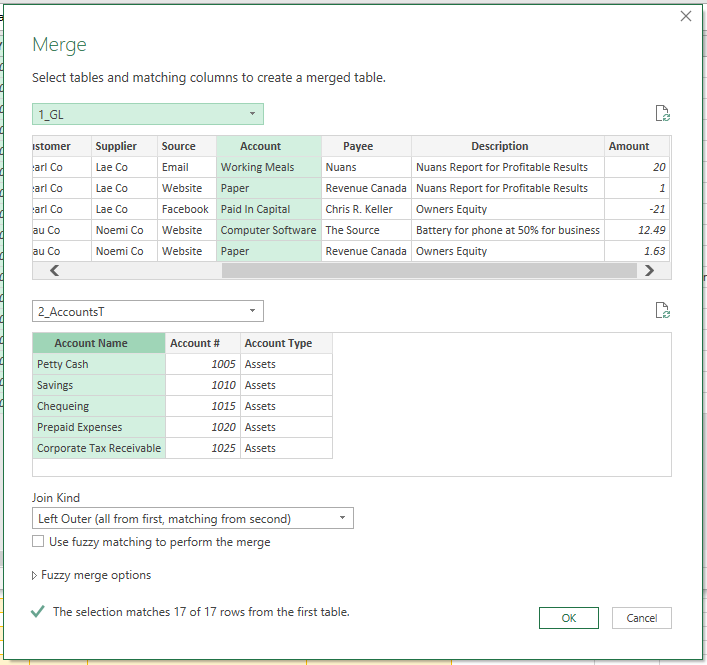 Merge
Select tables and matching columns to create a merged table.
1_GL
ustomer Supplier Source Account Payee Description Amount
earl Co Lae Co Email Working Meals Nuans Nuans Report for Profitable Results 20
earl Co Lae Co Website Paper Revenue Canada Nuans Report for Profitable Results 1
earl Co Lae Co Facebook Paid In Capital Chris R. Keller Owners Equity -21
au Co Noemi Co Website Computer Software The Source Battery for phone at 50% for business 12.49
au Co Noemi Co Website Paper Revenue Canada Owners Equity 1.63
2_AccountsT
Account Name Account # Account Type
Petty Cash 1005 Assets
Savings 1010 Assets
Chequeing 1015 Assets
Prepaid Expenses 1020 Assets
Corporate Tax Receivable 1025 Assets
Join Kind
Left Outer (all from first, matching from second)
Use fuzzy matching to perform the merge
Fuzzy merge options
The selection matches 17 of 17 rows from the first table.
OK Cancel